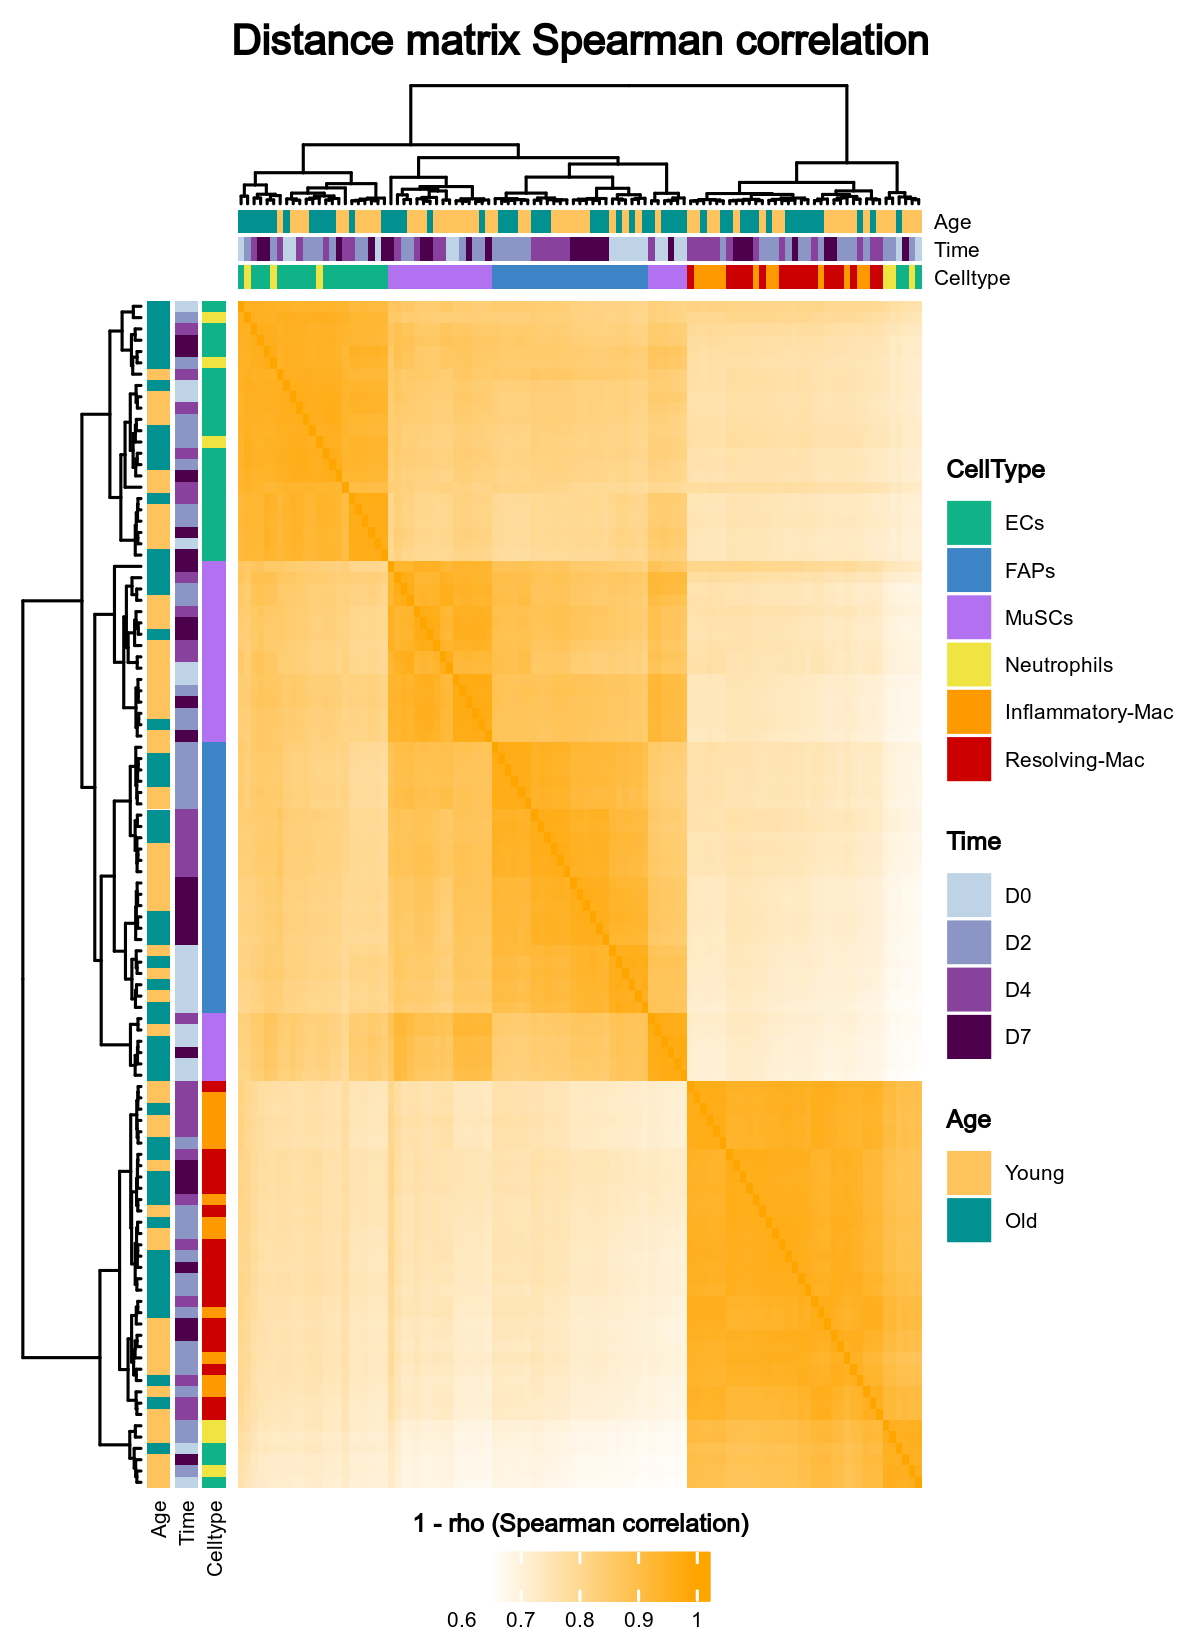 Distance matrix Spearman correlation
Age
Time
Celltype
CellType
ECs
FAPs
MuSCs
Neutrophils
Inflammatory-Mac
Resolving-Mac
Time
D0
D2
D4
D7
Age
Young
Old
Age
Time
Celltype
1 - rho (Spearman correlation)
0.6 0.7 0.8 0.9 1